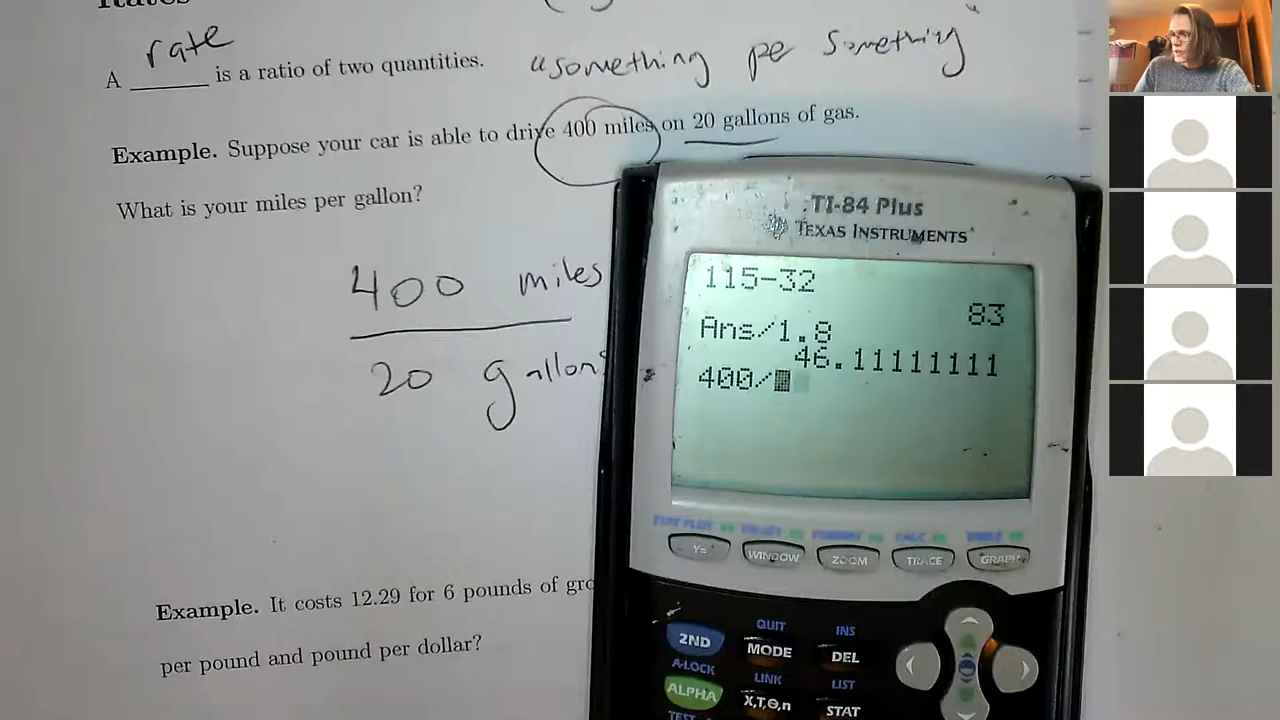 rate
A ______ is a ratio of two quantities. "something per something"
Example. Suppose your car is able to drive 400 miles on 20 gallons of gas.
What is your miles per gallon?
400 miles
20 gallons
Example. It costs 12.29 for 6 pounds of gro
per pound and pound per dollar?
TI-84 Plus
TEXAS INSTRUMENTS
115-32
83
Ans/1.8
46.11111111
400/
Y= WINDOW ZOOM TRACE GRAPH
QUIT INS
2ND MODE DEL
A-LOCK LINK LIST
ALPHA X,T,Θ,n STAT
TEST